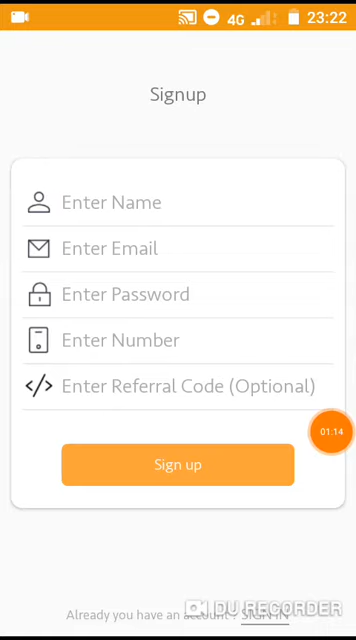 4G 23:22
Signup
Enter Name
Enter Email
Enter Password
Enter Number
</> Enter Referral Code (Optional)
01:14
Sign up
Already you have an account ? SIGN IN
DU RECORDER